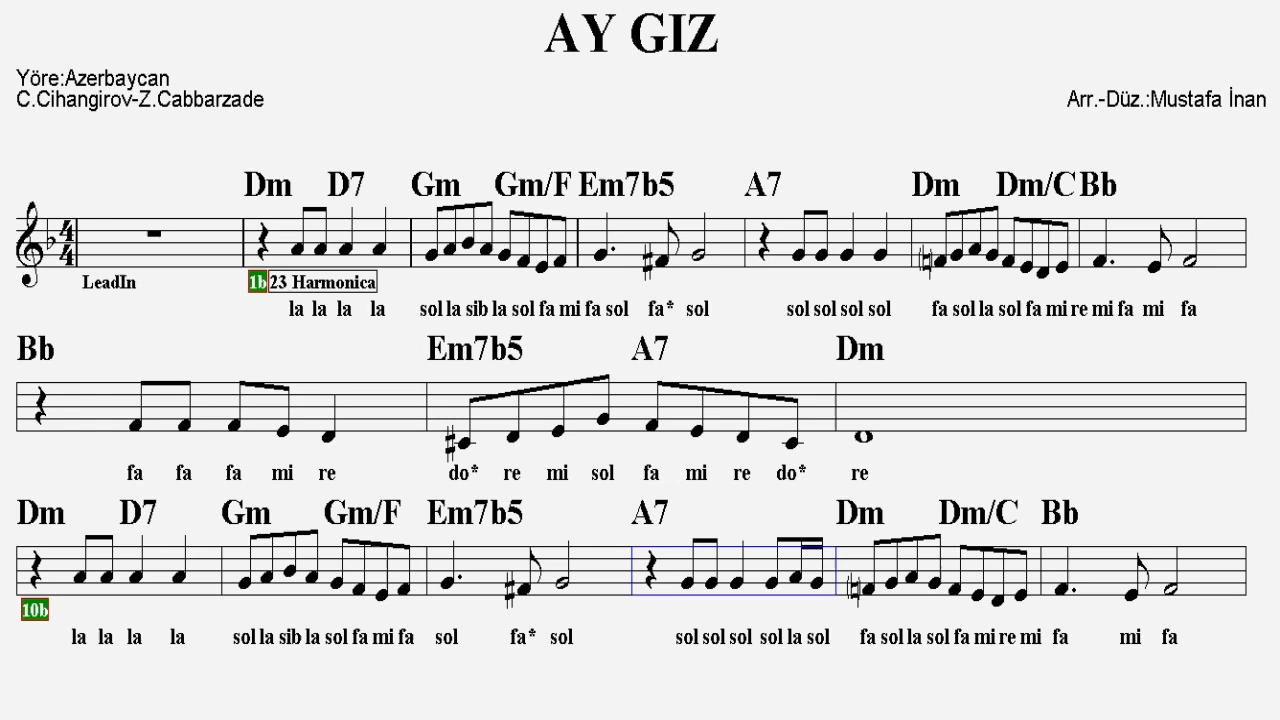 AY GIZ
Yöre:Azerbaycan
C.Cihangirov-Z.Cabbarzade
Arr.-Düz.:Mustafa İnan
Dm D7 Gm Gm/F Em7b5 A7 Dm Dm/C Bb
4
4
LeadIn
1b 23 Harmonica
la la la la sol la sib la sol fa mi fa sol fa* sol sol sol sol sol fa sol la sol fa mi re mi fa mi fa
Bb Em7b5 A7 Dm
fa fa fa mi re do* re mi sol fa mi re do* re
Dm D7 Gm Gm/F Em7b5 A7 Dm Dm/C Bb
10b
la la la la sol la sib la sol fa mi fa sol fa* sol sol sol sol sol la sol fa sol la sol fa mi re mi fa mi fa